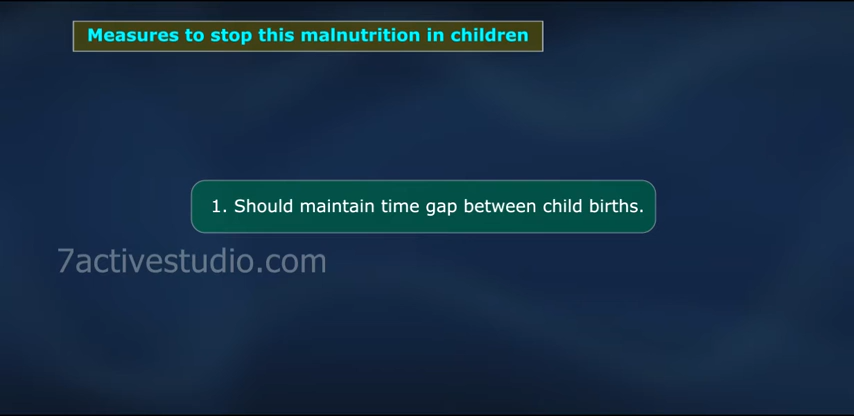 Measures to stop this malnutrition in children
1. Should maintain time gap between child births.
7activestudio.com